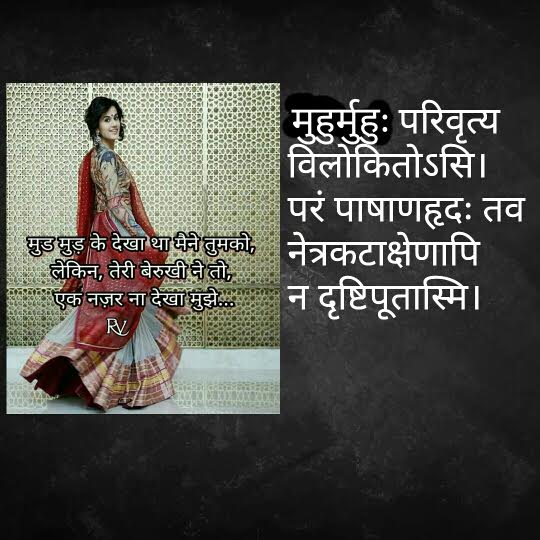 मुड मुड़ के देखा था मैने तुमको,
लेकिन, तेरी बेरुखी ने तो,
एक नज़र ना देखा मुझे...
RV
मुहुर्मुहुः परिवृत्य
विलोकितोऽसि।
परं पाषाणहृदः तव
नेत्रकटाक्षेणापि
न दृष्टिपूतास्मि।